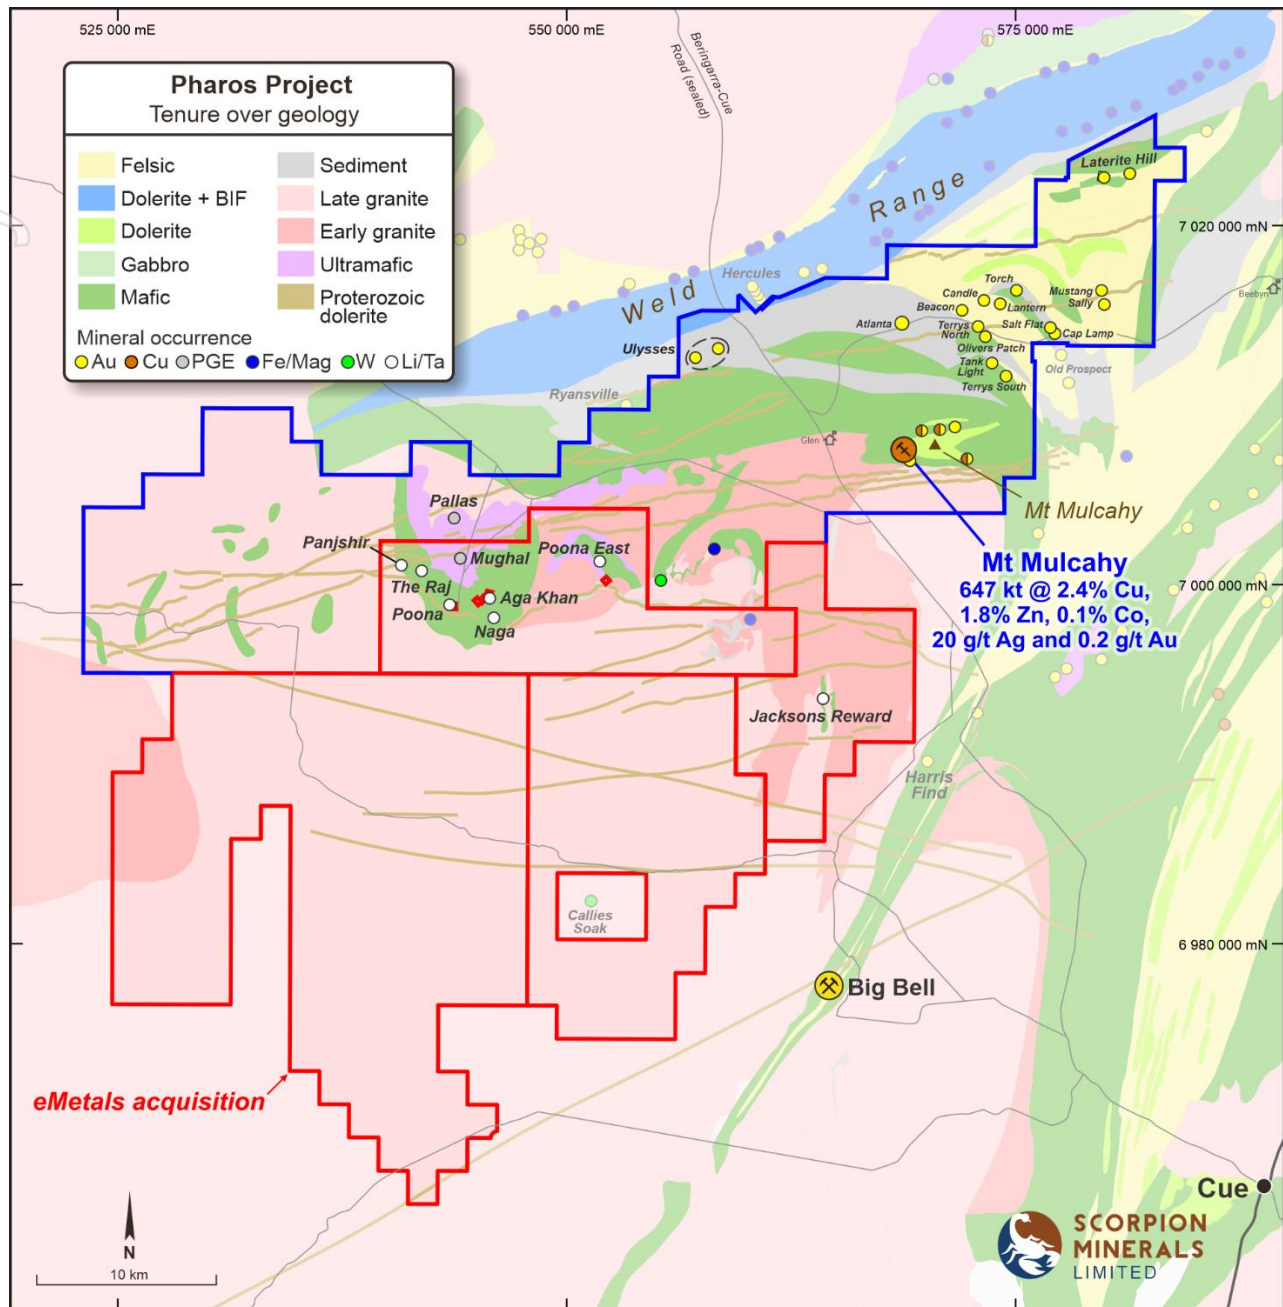 525 000 mE
550 000 mE
575 000 mE
Beringarra-Cue
Road (sealed)
Pharos Project
Tenure over geology
Felsic
Dolerite + BIF
Dolerite
Gabbro
Mafic
Sediment
Late granite
Early granite
Ultramafic
Proterozoic
dolerite
Mineral occurrence
Au
Cu
PGE
Fe/Mag
W
Li/Ta
Laterite Hill
Weld Range
7 020 000 mN
Hercules
Torch
Candle
Mustang
Beebyn
Beacon
Lantern
Sally
Atlanta
Terrys
North
Salt Flat
Cap Lamp
Ulysses
Olivers Patch
Tank
Light
Old Prospect
Terrys South
Ryansville
Glen
Mt Mulcahy
Pallas
Panjshir
Mughal
Poona East
The Raj
Poona
Aga Khan
Naga
Mt Mulcahy
647 kt @ 2.4% Cu,
1.8% Zn, 0.1% Co,
20 g/t Ag and 0.2 g/t Au
7 000 000 mN
Jacksons Reward
Harris
Find
Callies
Soak
6 980 000 mN
Big Bell
eMetals acquisition
Cue
N
10 km
SCORPION
MINERALS
LIMITED